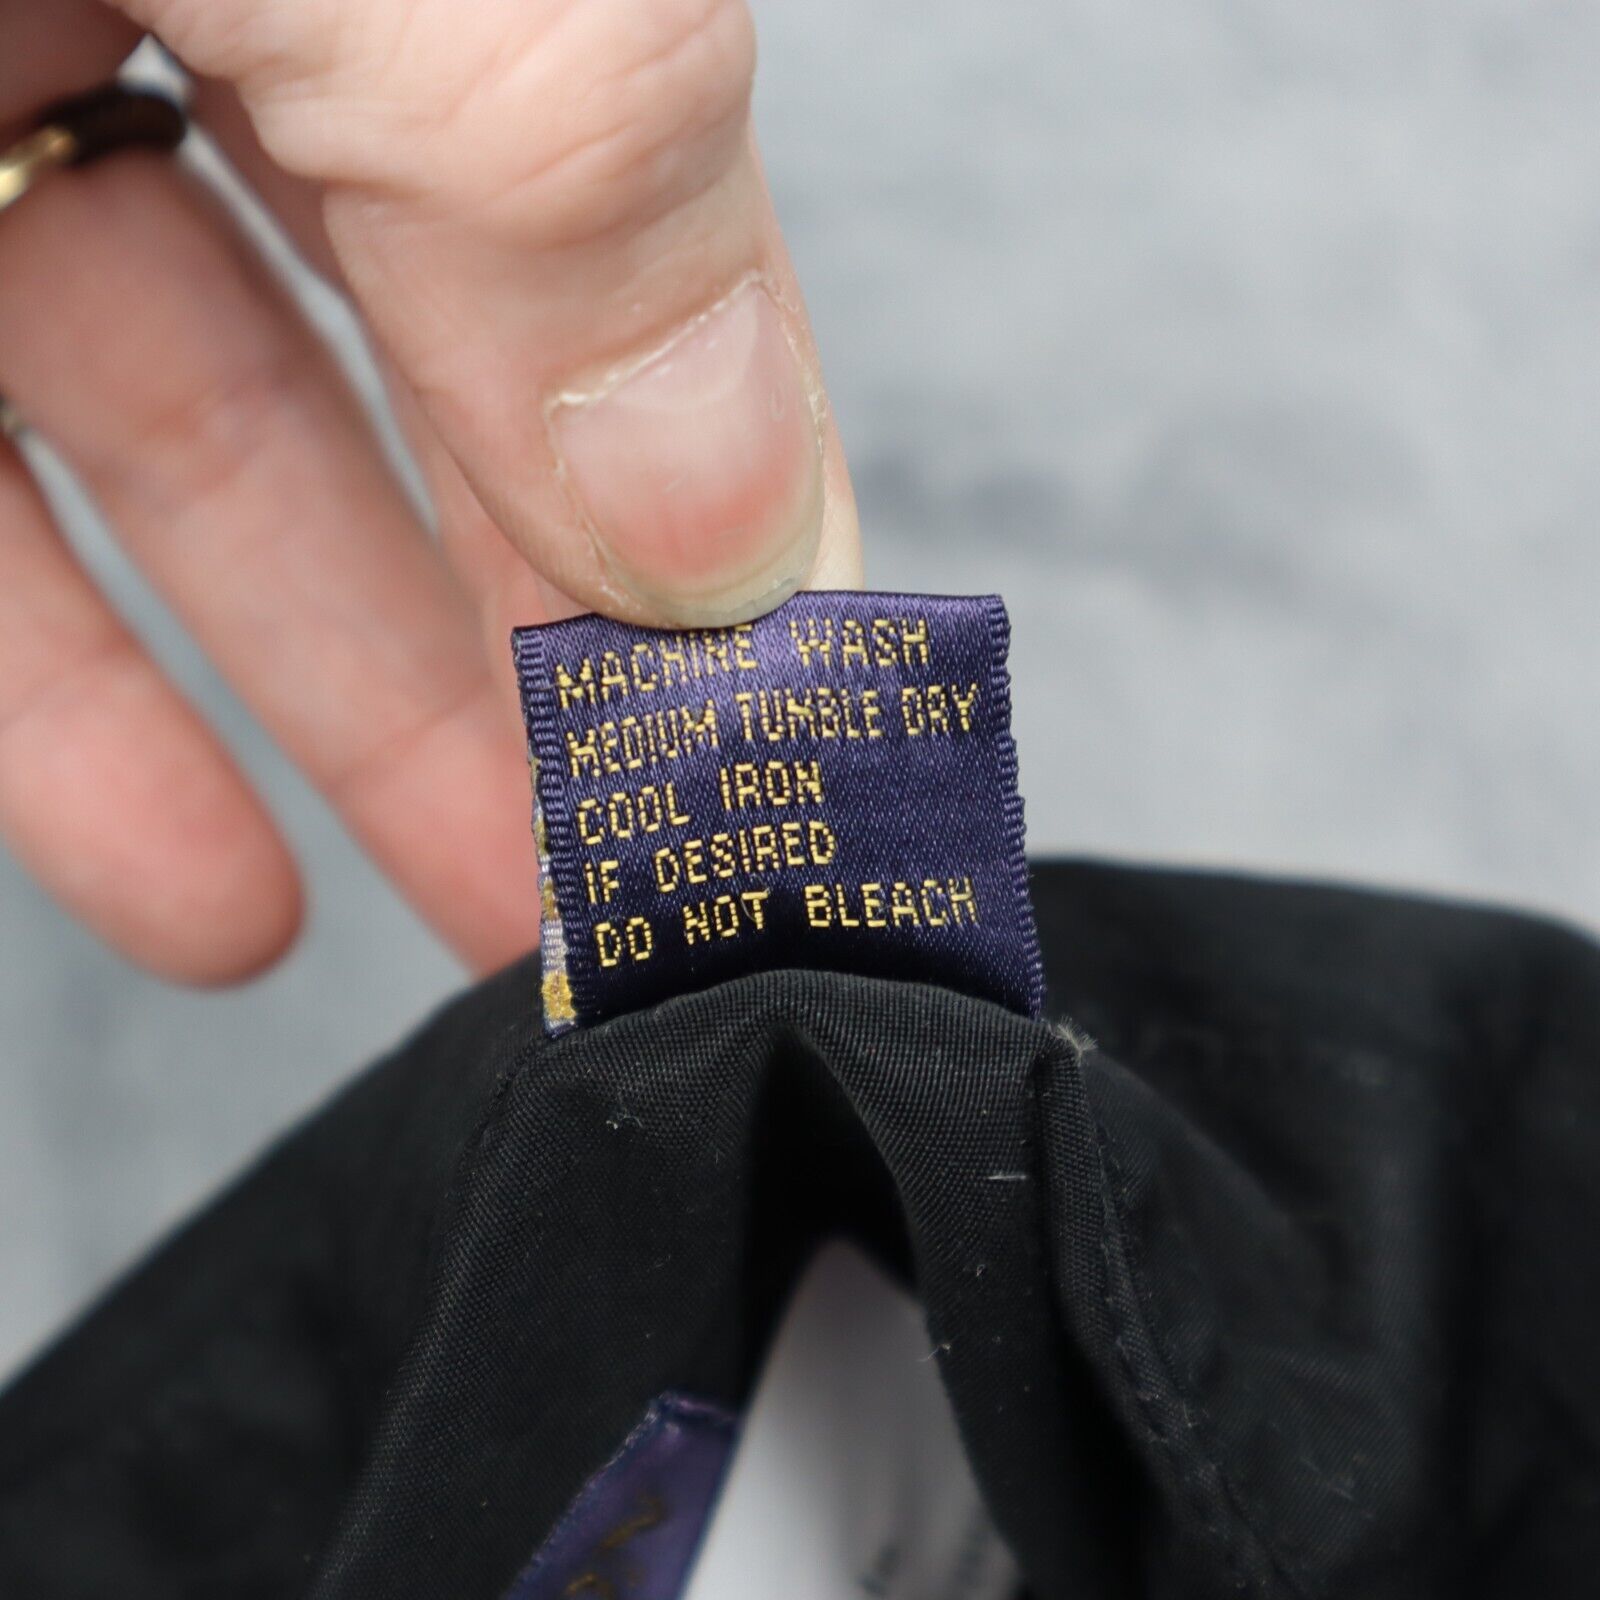 MACHINE WASH
MEDIUM TUMBLE DRY
COOL IRON
IF DESIRED
DO NOT BLEACH